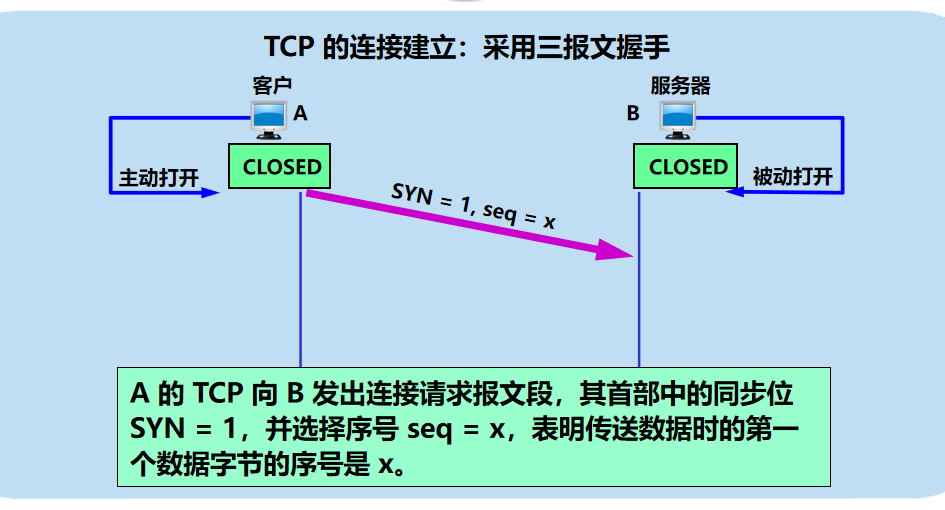 TCP 的连接建立：采用三报文握手
客户
服务器
A
B
CLOSED
CLOSED
主动打开
被动打开
SYN = 1, seq = x
A 的 TCP 向 B 发出连接请求报文段，其首部中的同步位
SYN = 1，并选择序号 seq = x，表明传送数据时的第一
个数据字节的序号是 x。